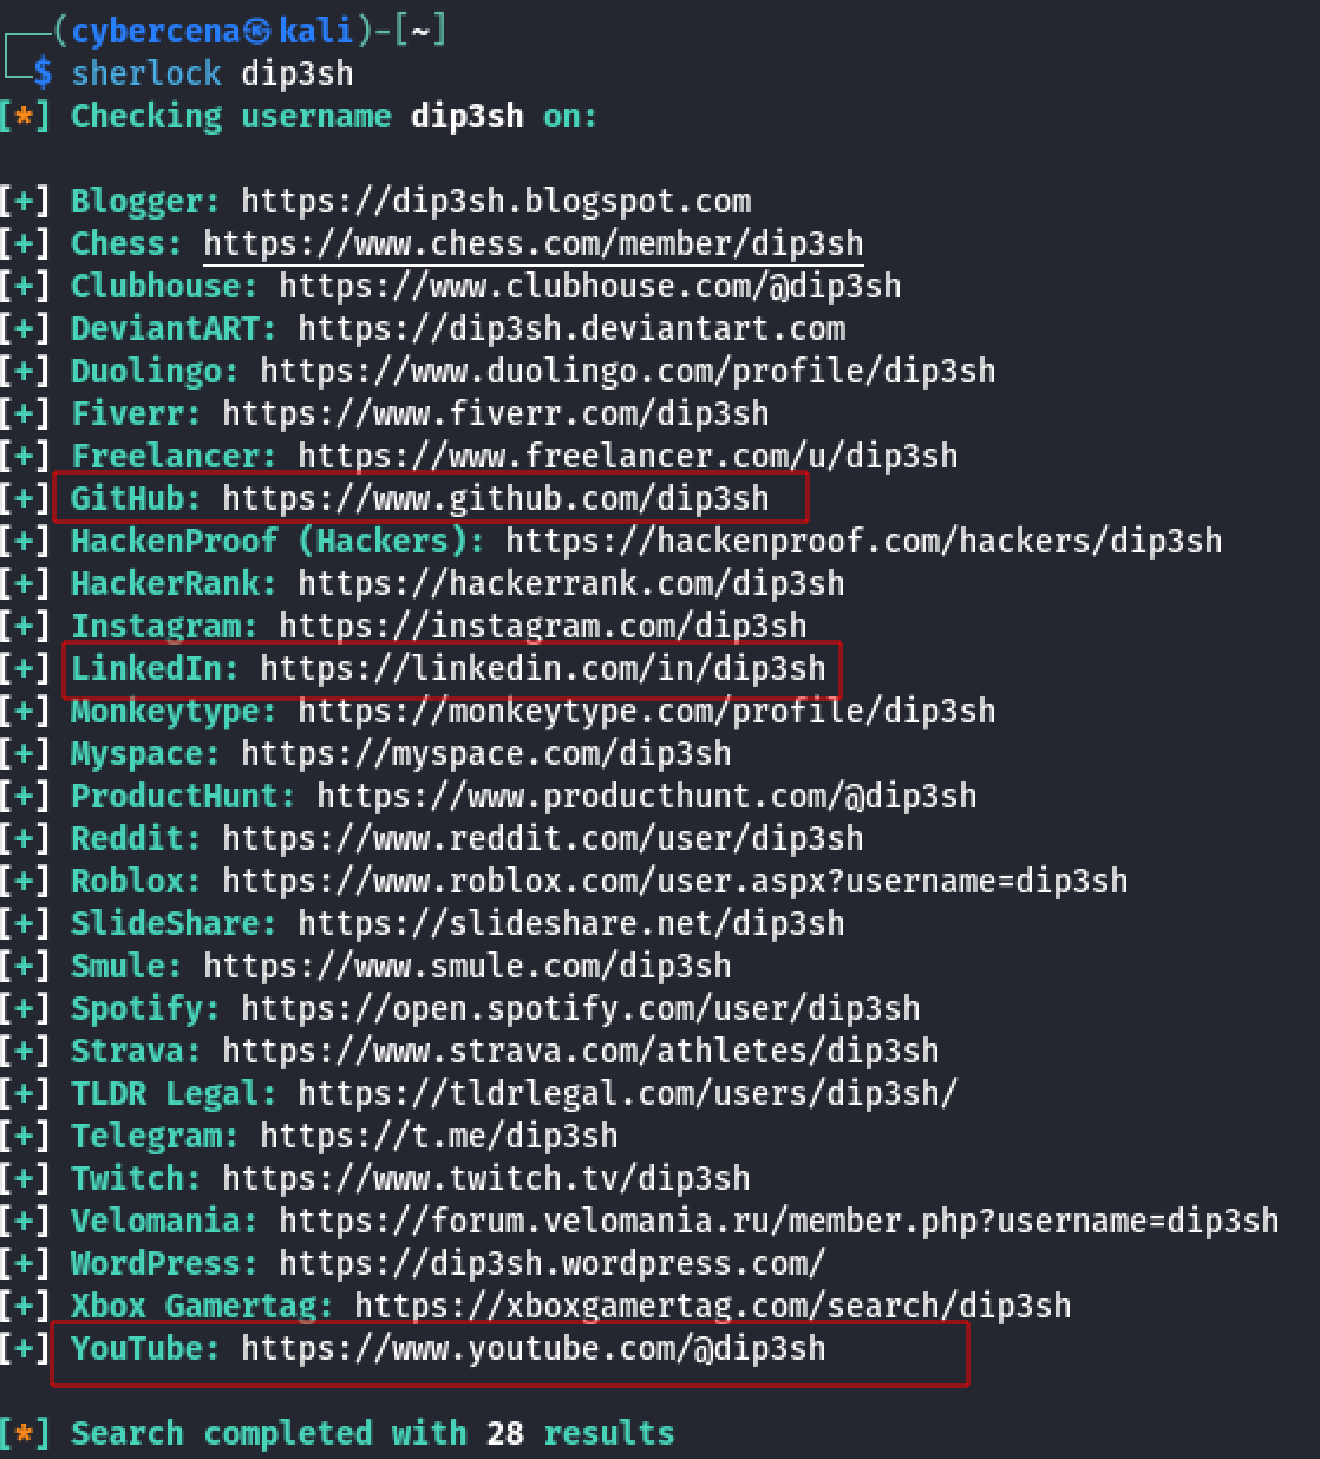 (cybercena㉿kali)-[~]
$ sherlock dip3sh
[*] Checking username dip3sh on:
[+] Blogger: https://dip3sh.blogspot.com
[+] Chess: https://www.chess.com/member/dip3sh
[+] Clubhouse: https://www.clubhouse.com/@dip3sh
[+] DeviantART: https://dip3sh.deviantart.com
[+] Duolingo: https://www.duolingo.com/profile/dip3sh
[+] Fiverr: https://www.fiverr.com/dip3sh
[+] Freelancer: https://www.freelancer.com/u/dip3sh
[+] GitHub: https://www.github.com/dip3sh
[+] HackenProof (Hackers): https://hackenproof.com/hackers/dip3sh
[+] HackerRank: https://hackerrank.com/dip3sh
[+] Instagram: https://instagram.com/dip3sh
[+] LinkedIn: https://linkedin.com/in/dip3sh
[+] Monkeytype: https://monkeytype.com/profile/dip3sh
[+] Myspace: https://myspace.com/dip3sh
[+] ProductHunt: https://www.producthunt.com/@dip3sh
[+] Reddit: https://www.reddit.com/user/dip3sh
[+] Roblox: https://www.roblox.com/user.aspx?username=dip3sh
[+] SlideShare: https://slideshare.net/dip3sh
[+] Smule: https://www.smule.com/dip3sh
[+] Spotify: https://open.spotify.com/user/dip3sh
[+] Strava: https://www.strava.com/athletes/dip3sh
[+] TLDR Legal: https://tldrlegal.com/users/dip3sh/
[+] Telegram: https://t.me/dip3sh
[+] Twitch: https://www.twitch.tv/dip3sh
[+] Velomania: https://forum.velomania.ru/member.php?username=dip3sh
[+] WordPress: https://dip3sh.wordpress.com/
[+] Xbox Gamertag: https://xboxgamertag.com/search/dip3sh
[+] YouTube: https://www.youtube.com/@dip3sh
[*] Search completed with 28 results